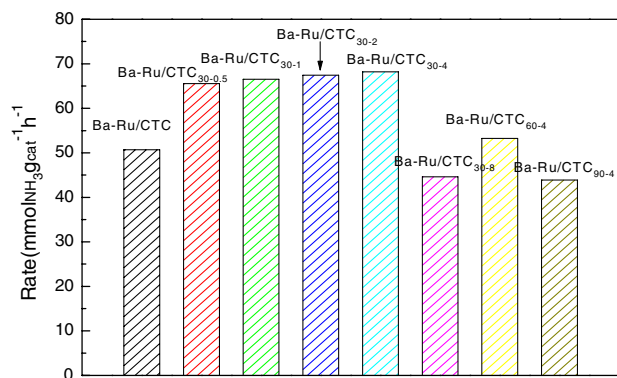 80
70
60
50
40
30
20
10
0
Rate(mmolNH₃gcat⁻¹h⁻¹)
Ba-Ru/CTC
Ba-Ru/CTC₃₀₋₀.₅
Ba-Ru/CTC₃₀₋₁
Ba-Ru/CTC₃₀₋₂
Ba-Ru/CTC₃₀₋₄
Ba-Ru/CTC₃₀₋₈
Ba-Ru/CTC₆₀₋₄
Ba-Ru/CTC₉₀₋₄